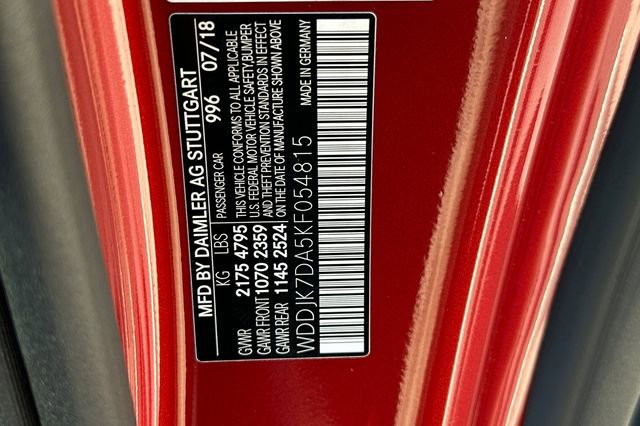 MFD BY DAIMLER AG STUTTGART
996 07/18
KG LBS PASSENGER CAR
GVWR 2175 4795
GAWR FRONT 1070 2359
GAWR REAR 1145 2524
THIS VEHICLE CONFORMS TO ALL APPLICABLE
U.S. FEDERAL MOTOR VEHICLE SAFETY,BUMPER
AND THEFT PREVENTION STANDARDS IN EFFECT
ON THE DATE OF MANUFACTURE SHOWN ABOVE
WDDJK7DA5KF054815
MADE IN GERMANY